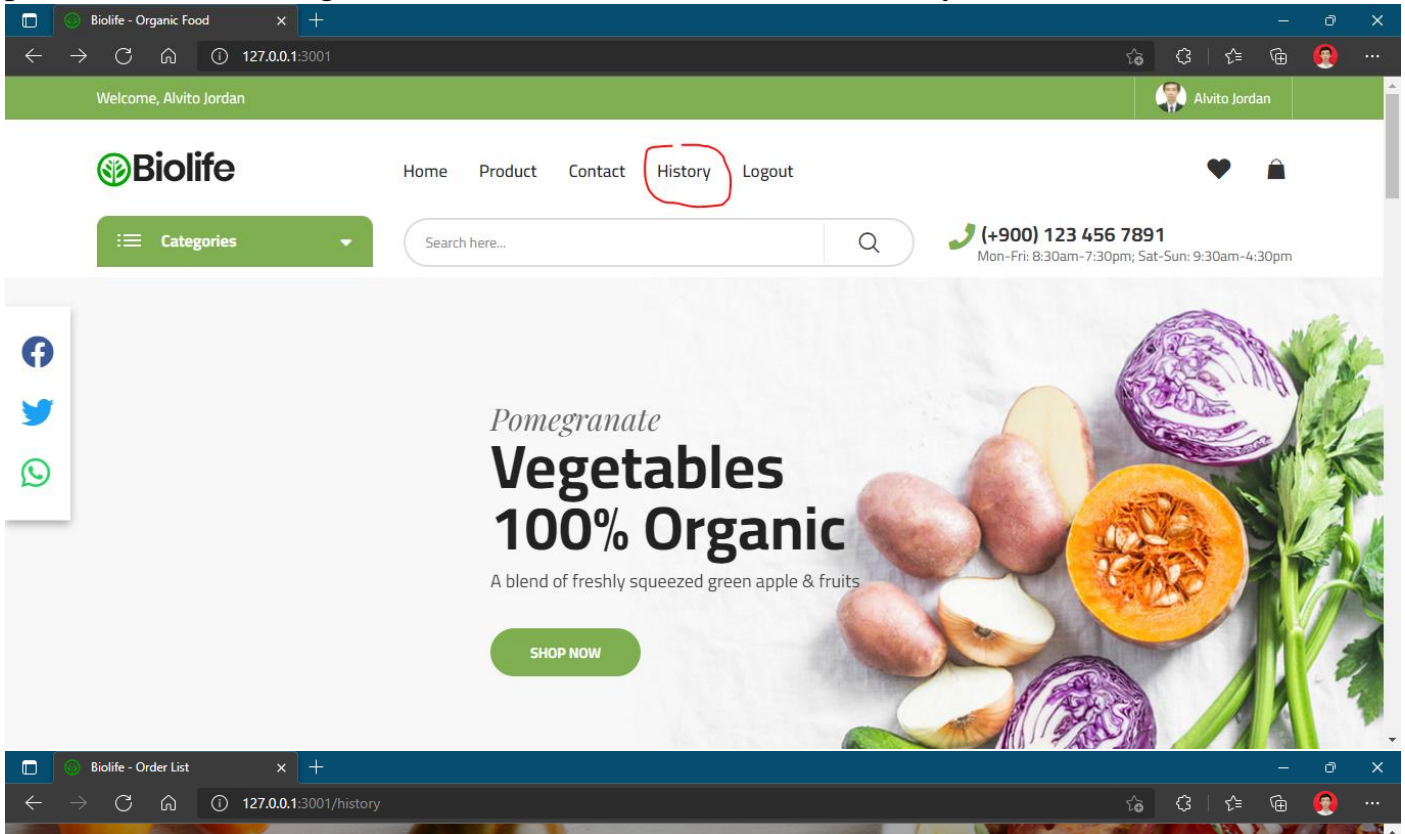 Biolife - Organic Food
127.0.0.1:3001
Welcome, Alvito Jordan
Alvito Jordan
Biolife
Home Product Contact History Logout
Categories
Search here...
(+900) 123 456 7891
Mon-Fri: 8:30am-7:30pm; Sat-Sun: 9:30am-4:30pm
Pomegranate
Vegetables
100% Organic
A blend of freshly squeezed green apple & fruits
SHOP NOW
Biolife - Order List
127.0.0.1:3001/history